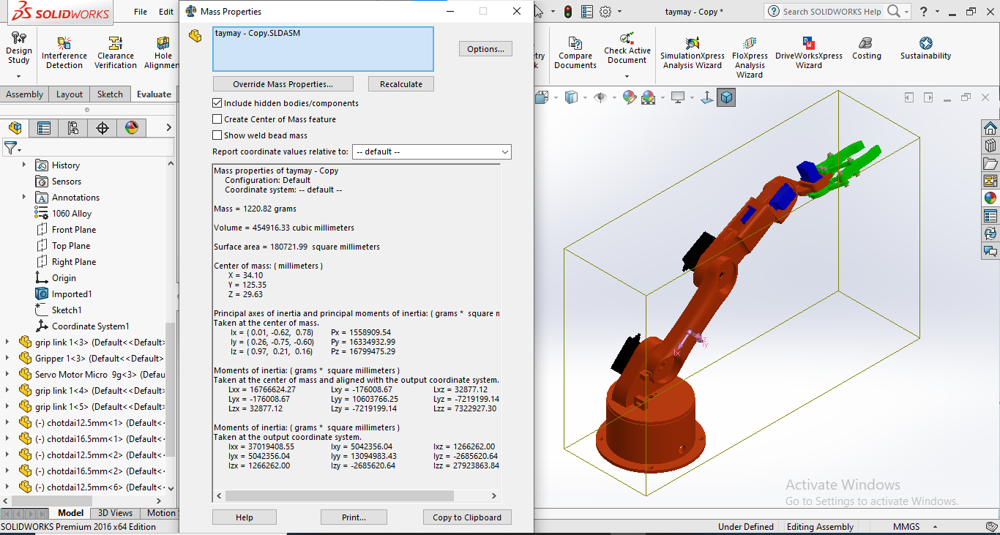 SOLIDWORKS
File Edit
Mass Properties
taymay - Copy *
Search SOLIDWORKS Help
Design Study
Interference Detection
Clearance Verification
Hole Alignmen
taymay - Copy.SLDASM
Options...
etry
k
Compare Documents
Check Active Document
SimulationXpress Analysis Wizard
FloXpress Analysis Wizard
DriveWorksXpress Wizard
Costing
Sustainability
Override Mass Properties...
Recalculate
Assembly Layout Sketch Evaluate
Include hidden bodies/components
Create Center of Mass feature
Show weld bead mass
Report coordinate values relative to: -- default --
History
Sensors
Annotations
1060 Alloy
Front Plane
Top Plane
Right Plane
Origin
Imported1
Sketch1
Coordinate System1
grip link 1<3> (Default<<Default>
Gripper 1<3> (Default<<Default>
Servo Motor Micro 9g<3> (Defau
grip link 1<4> (Default<<Default>
grip link 1<5> (Default<<Default>
(-) chotdai12.5mm<1> (Default<
(-) chotdai16.5mm<1> (Default<
(-) chotdai12.5mm<2> (Default<
(-) chotdai16.5mm<2> (Default<
(-) chotdai12.5mm<6> (Default<
Mass properties of taymay - Copy
Configuration: Default
Coordinate system: -- default --
Mass = 1220.82 grams
Volume = 454916.33 cubic millimeters
Surface area = 180721.99 square millimeters
Center of mass: ( millimeters )
X = 34.10
Y = 125.35
Z = 29.63
Principal axes of inertia and principal moments of inertia: ( grams * square n
Taken at the center of mass.
Ix = ( 0.01, -0.62, 0.78) Px = 1558909.54
Iy = ( 0.26, -0.75, -0.60) Py = 16334932.99
Iz = ( 0.97, 0.21, 0.16) Pz = 16799475.29
Moments of inertia: ( grams * square millimeters )
Taken at the center of mass and aligned with the output coordinate system.
Lxx = 16766624.27 Lxy = -176008.67 Lxz = 32877.12
Lyx = -176008.67 Lyy = 10603766.25 Lyz = -7219199.14
Lzx = 32877.12 Lzy = -7219199.14 Lzz = 7322927.30
Moments of inertia: ( grams * square millimeters )
Taken at the output coordinate system.
Ixx = 37019408.55 Ixy = 5042356.04 Ixz = 1266262.00
Iyx = 5042356.04 Iyy = 13094983.43 Iyz = -2685620.64
Izx = 1266262.00 Izy = -2685620.64 Izz = 27923863.84
Ix
Iy
Help
Print...
Copy to Clipboard
Activate Windows
Go to Settings to activate Windows.
Model 3D Views Motion
SOLIDWORKS Premium 2016 x64 Edition
Under Defined Editing Assembly MMGS